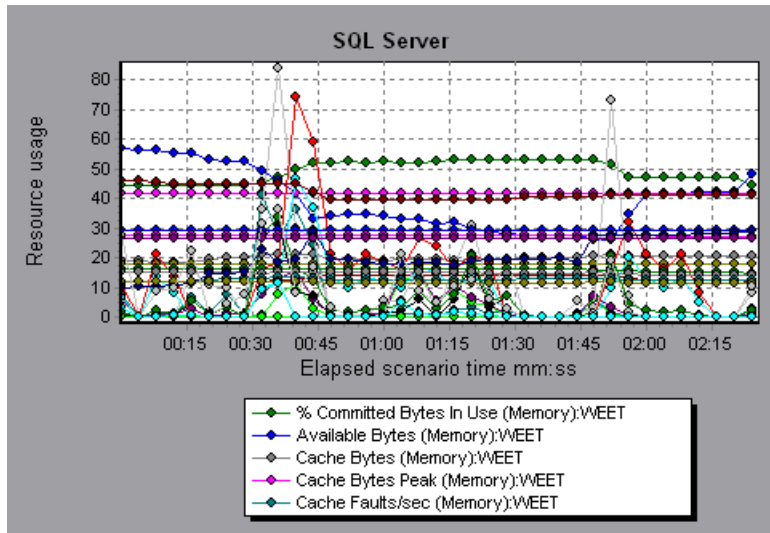 SQL Server
Resource usage
80
70
60
50
40
30
20
10
0
00:15 00:30 00:45 01:00 01:15 01:30 01:45 02:00 02:15
Elapsed scenario time mm:ss
% Committed Bytes In Use (Memory):WEET
Available Bytes (Memory):WEET
Cache Bytes (Memory):WEET
Cache Bytes Peak (Memory):WEET
Cache Faults/sec (Memory):WEET